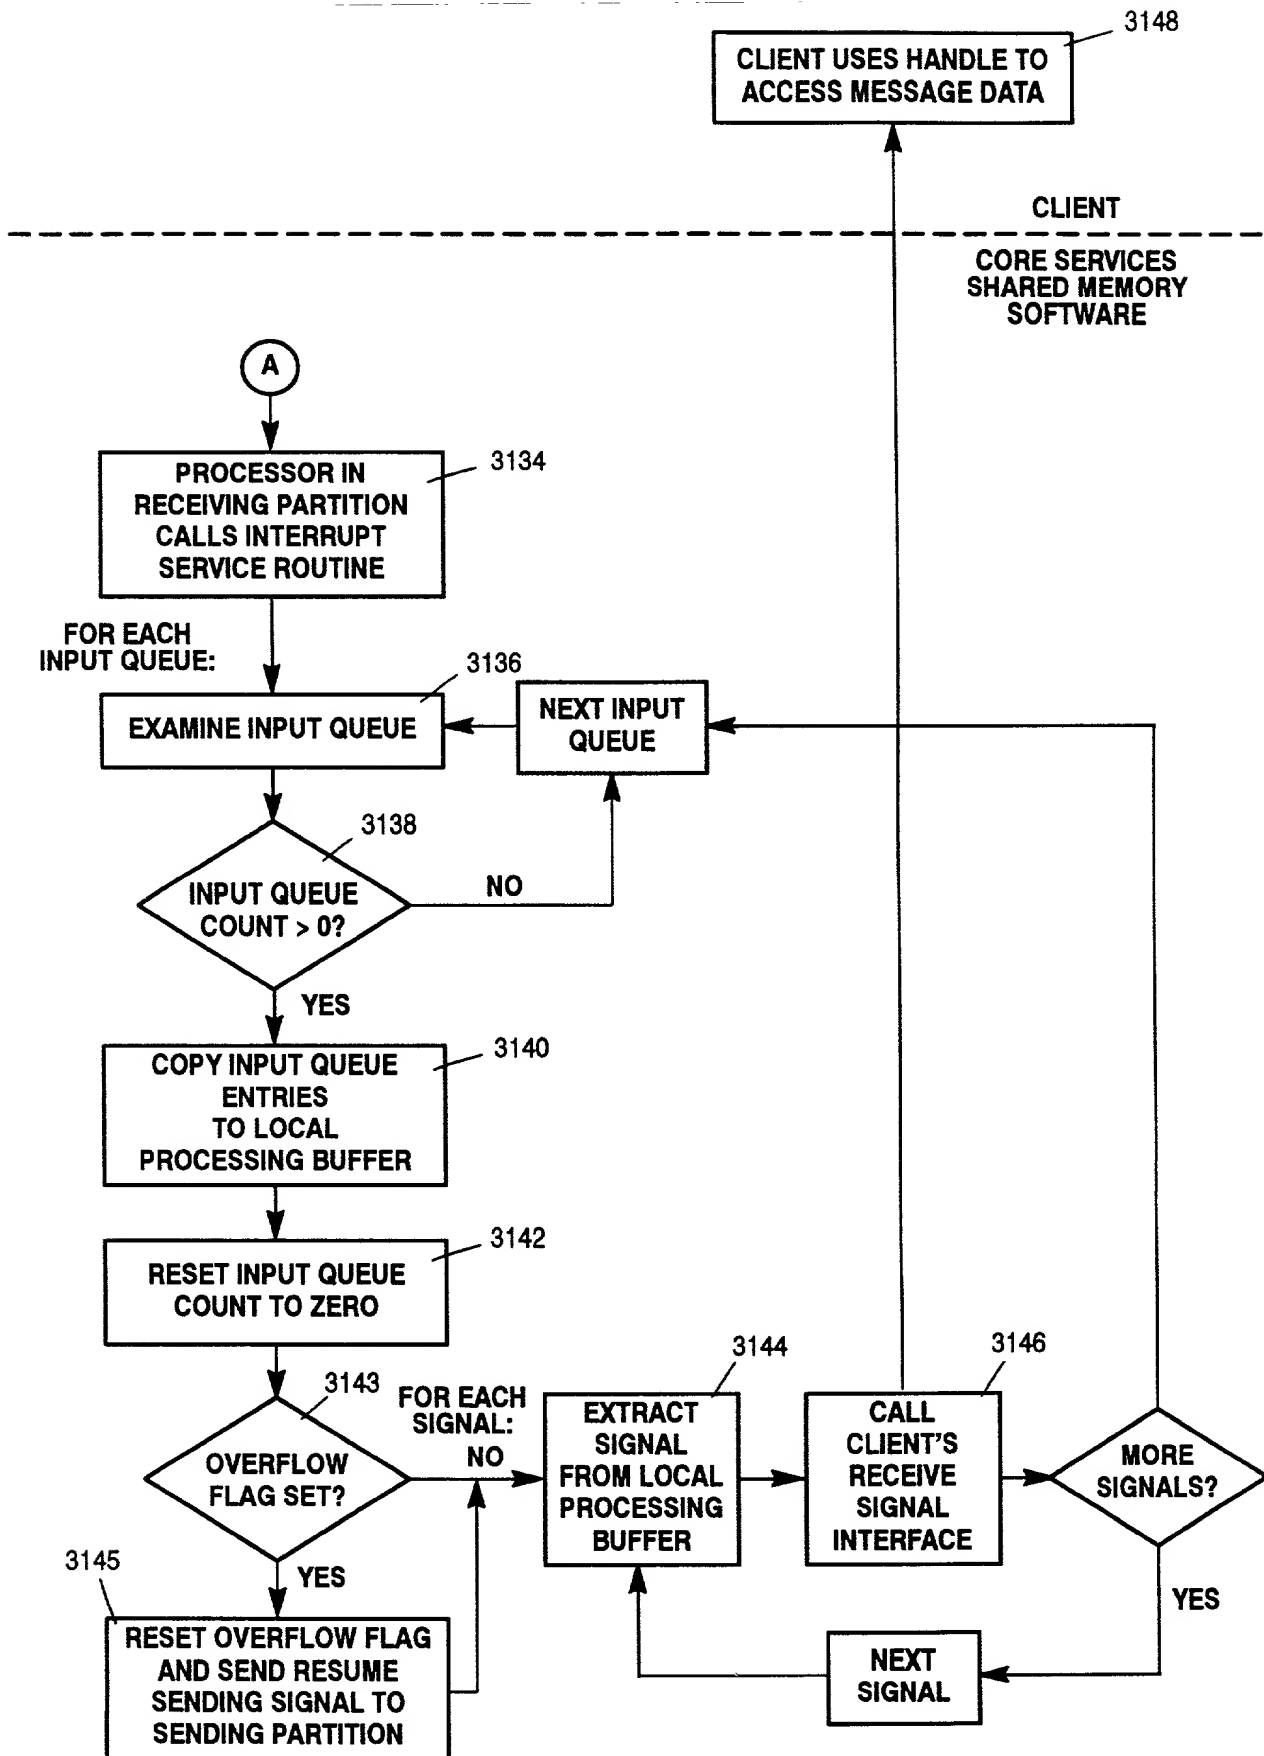 3148
CLIENT USES HANDLE TO
ACCESS MESSAGE DATA
CLIENT
CORE SERVICES
SHARED MEMORY
SOFTWARE
A
3134
PROCESSOR IN
RECEIVING PARTITION
CALLS INTERRUPT
SERVICE ROUTINE
FOR EACH
INPUT QUEUE:
3136
EXAMINE INPUT QUEUE
NEXT INPUT
QUEUE
3138
INPUT QUEUE
COUNT > 0?
NO
YES
3140
COPY INPUT QUEUE
ENTRIES
TO LOCAL
PROCESSING BUFFER
3142
RESET INPUT QUEUE
COUNT TO ZERO
3143
OVERFLOW
FLAG SET?
FOR EACH
SIGNAL:
NO
YES
3144
EXTRACT
SIGNAL
FROM LOCAL
PROCESSING
BUFFER
3146
CALL
CLIENT'S
RECEIVE
SIGNAL
INTERFACE
MORE
SIGNALS?
YES
3145
RESET OVERFLOW FLAG
AND SEND RESUME
SENDING SIGNAL TO
SENDING PARTITION
NEXT
SIGNAL